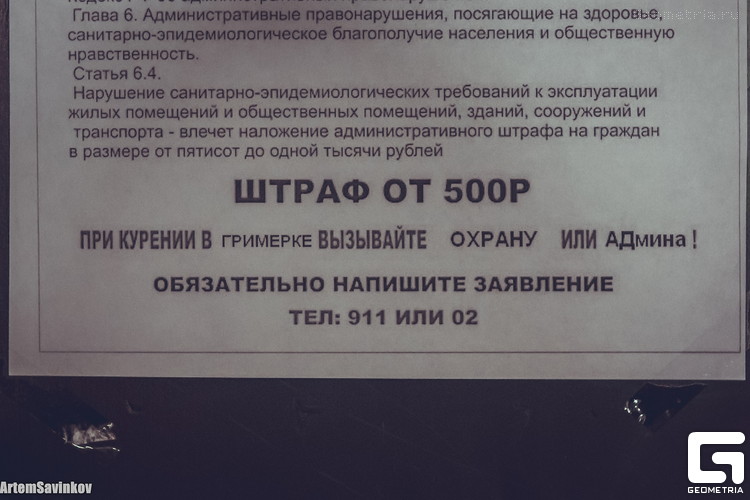 Глава 6. Административные правонарушения, посягающие на здоровье,
санитарно-эпидемиологическое благополучие населения и общественную
нравственность.
Статья 6.4.
Нарушение санитарно-эпидемиологических требований к эксплуатации
жилых помещений и общественных помещений, зданий, сооружений и
транспорта - влечет наложение административного штрафа на граждан
в размере от пятисот до одной тысячи рублей
ШТРАФ ОТ 500Р
ПРИ КУРЕНИИ В ГРИМЕРКЕ ВЫЗЫВАЙТЕ ОХРАНУ ИЛИ АДмина !
ОБЯЗАТЕЛЬНО НАПИШИТЕ ЗАЯВЛЕНИЕ
ТЕЛ: 911 ИЛИ 02
ArtemSavinkov
GEOMETRIA